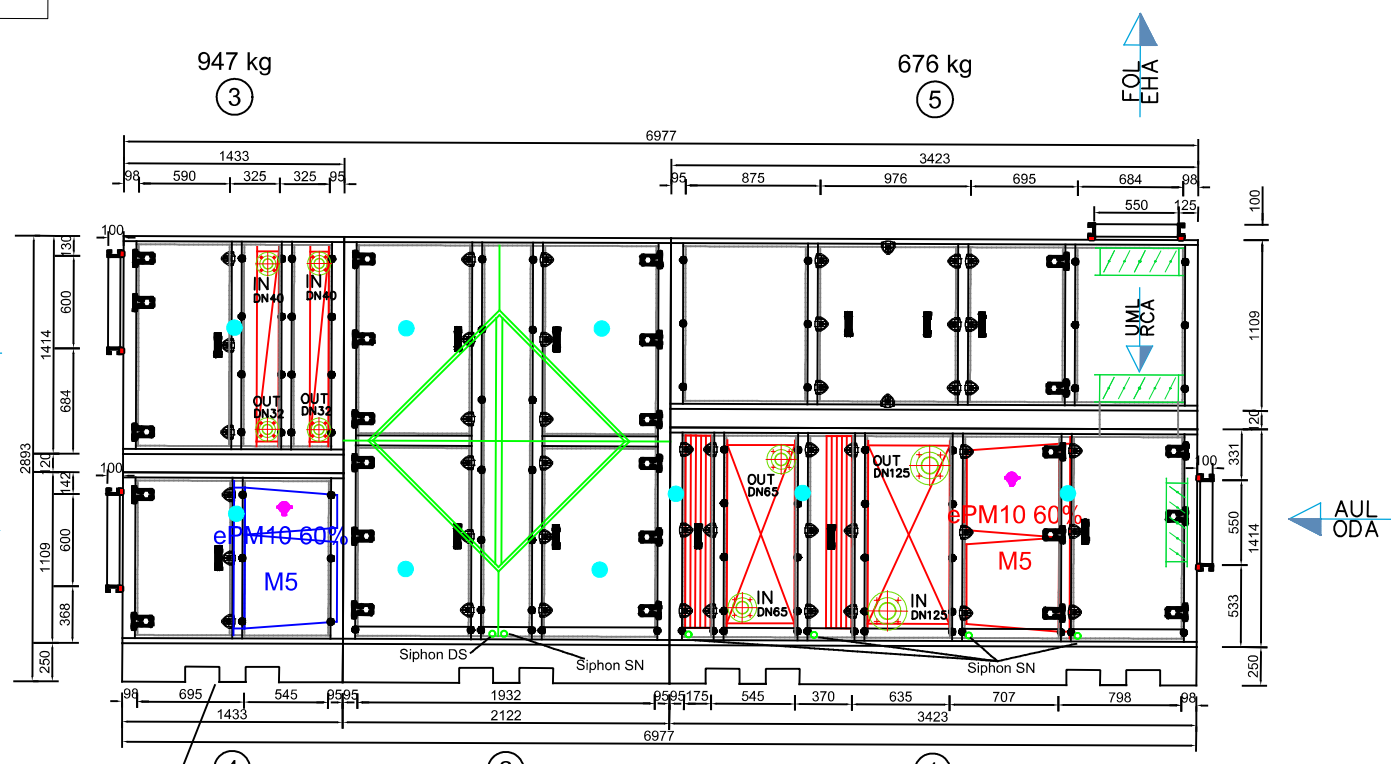 947 kg
3
676 kg
5
FOL
EHA
6977
1433
3423
98 590 325 325 95
95 875 976 695 684 98
550 125
100
100
2893
130
600
1414
684
120
100
142
600
1109
368
250
IN
DN40
IN
DN40
OUT
DN32
OUT
DN32
UML
RCA
1109
120
331
550
1414
533
250
100
AUL
ODA
ePM10 60%
M5
OUT
DN65
IN
DN65
OUT
DN125
IN
DN125
ePM10 60%
M5
Siphon DS
Siphon SN
Siphon SN
98 695 545 95 95 1932 95 95 175 545 370 635 707 798 98
1433 2122 3423
6977